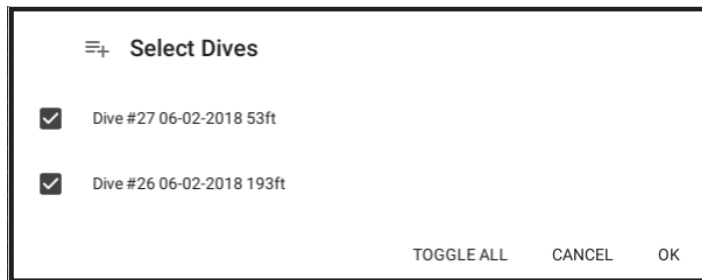 Select Dives
Dive #27 06-02-2018 53ft
Dive #26 06-02-2018 193ft
TOGGLE ALL CANCEL OK